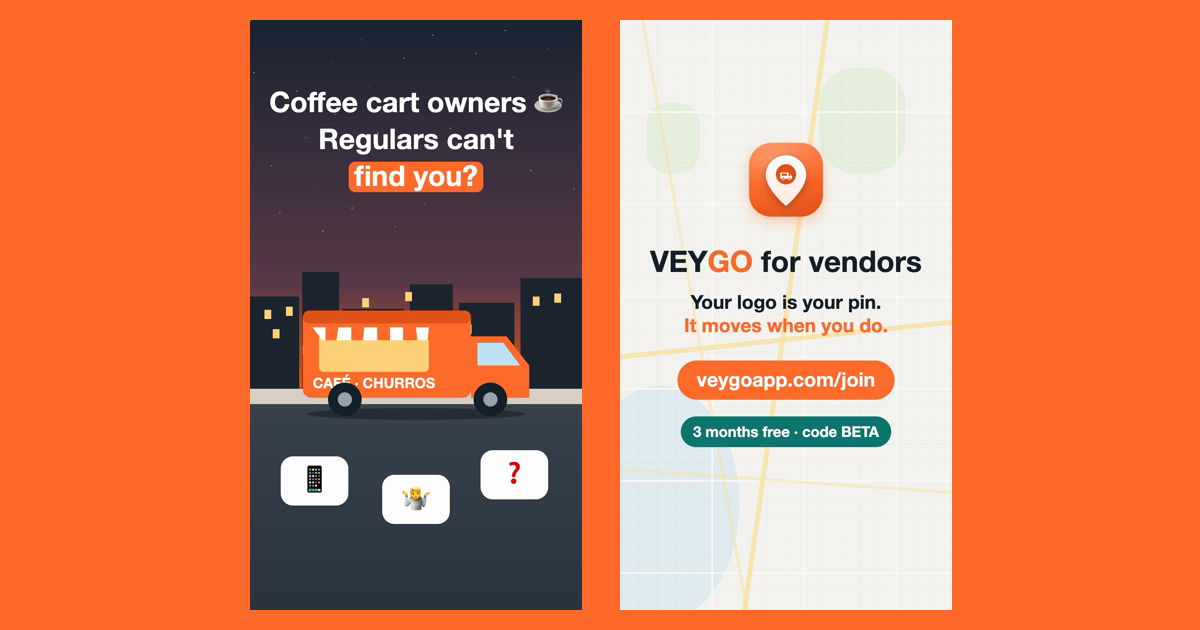 Coffee cart owners ☕
Regulars can't
find you?
CAFÉ · CHURROS
?
VEYGO for vendors
Your logo is your pin.
It moves when you do.
veygoapp.com/join
3 months free · code BETA